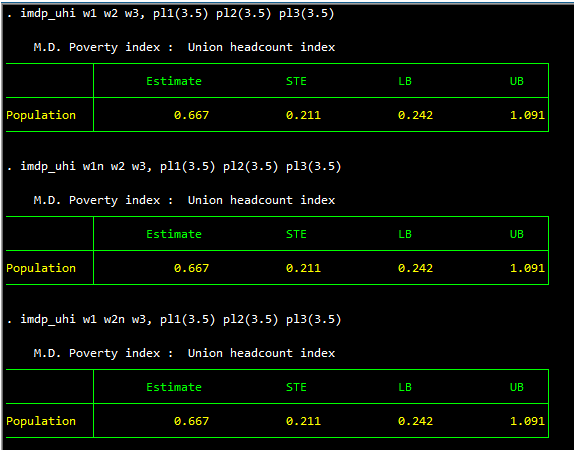 . imdp_uhi w1 w2 w3, pl1(3.5) pl2(3.5) pl3(3.5)
M.D. Poverty index :  Union headcount index
Estimate STE LB UB
Population 0.667 0.211 0.242 1.091
. imdp_uhi w1n w2 w3, pl1(3.5) pl2(3.5) pl3(3.5)
M.D. Poverty index :  Union headcount index
Estimate STE LB UB
Population 0.667 0.211 0.242 1.091
. imdp_uhi w1 w2n w3, pl1(3.5) pl2(3.5) pl3(3.5)
M.D. Poverty index :  Union headcount index
Estimate STE LB UB
Population 0.667 0.211 0.242 1.091